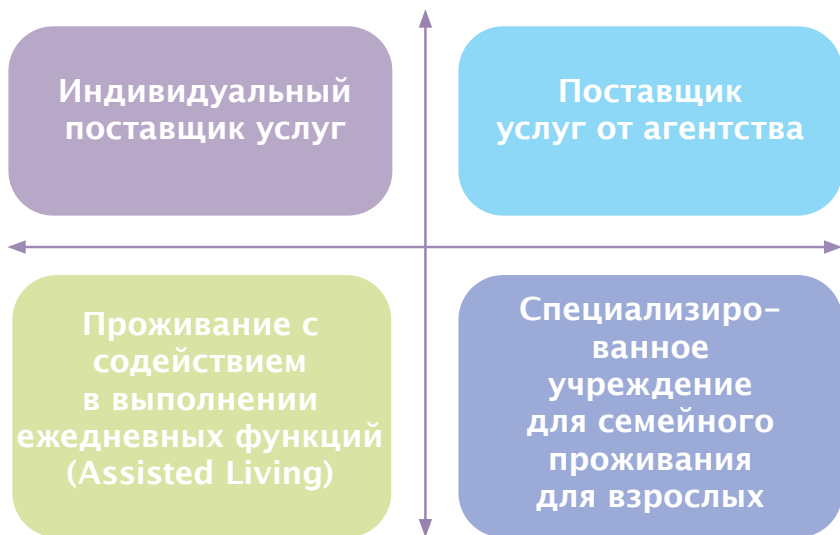 Индивидуальный
поставщик услуг
Поставщик
услуг от агентства
Проживание с
содействием
в выполнении
ежедневных функций
(Assisted Living)
Специализиро-
ванное
учреждение
для семейного
проживания
для взрослых